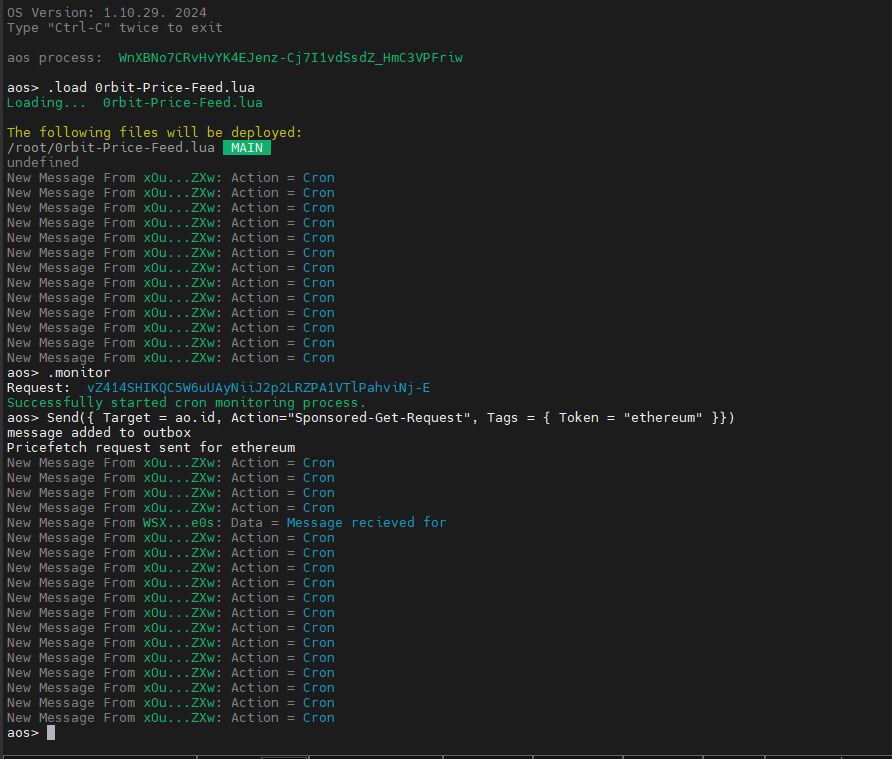 OS Version: 1.10.29. 2024
Type "Ctrl-C" twice to exit
aos process:  WnXBNo7CRvHvYK4EJenz-Cj7I1vdSsdZ_HmC3VPFriw
aos> .load 0rbit-Price-Feed.lua
Loading...  0rbit-Price-Feed.lua
The following files will be deployed:
/root/0rbit-Price-Feed.lua  MAIN
undefined
New Message From xOu...ZXw: Action = Cron
New Message From xOu...ZXw: Action = Cron
New Message From xOu...ZXw: Action = Cron
New Message From xOu...ZXw: Action = Cron
New Message From xOu...ZXw: Action = Cron
New Message From xOu...ZXw: Action = Cron
New Message From xOu...ZXw: Action = Cron
New Message From xOu...ZXw: Action = Cron
New Message From xOu...ZXw: Action = Cron
New Message From xOu...ZXw: Action = Cron
New Message From xOu...ZXw: Action = Cron
New Message From xOu...ZXw: Action = Cron
New Message From xOu...ZXw: Action = Cron
aos> .monitor
Request:  vZ414SHIKQC5W6uUAyNiiJ2p2LRZPA1VTlPahviNj-E
Successfully started cron monitoring process.
aos> Send({ Target = ao.id, Action="Sponsored-Get-Request", Tags = { Token = "ethereum" }})
message added to outbox
Pricefetch request sent for ethereum
New Message From xOu...ZXw: Action = Cron
New Message From xOu...ZXw: Action = Cron
New Message From xOu...ZXw: Action = Cron
New Message From xOu...ZXw: Action = Cron
New Message From WSX...e0s: Data = Message recieved for
New Message From xOu...ZXw: Action = Cron
New Message From xOu...ZXw: Action = Cron
New Message From xOu...ZXw: Action = Cron
New Message From xOu...ZXw: Action = Cron
New Message From xOu...ZXw: Action = Cron
New Message From xOu...ZXw: Action = Cron
New Message From xOu...ZXw: Action = Cron
New Message From xOu...ZXw: Action = Cron
New Message From xOu...ZXw: Action = Cron
New Message From xOu...ZXw: Action = Cron
New Message From xOu...ZXw: Action = Cron
New Message From xOu...ZXw: Action = Cron
New Message From xOu...ZXw: Action = Cron
aos>